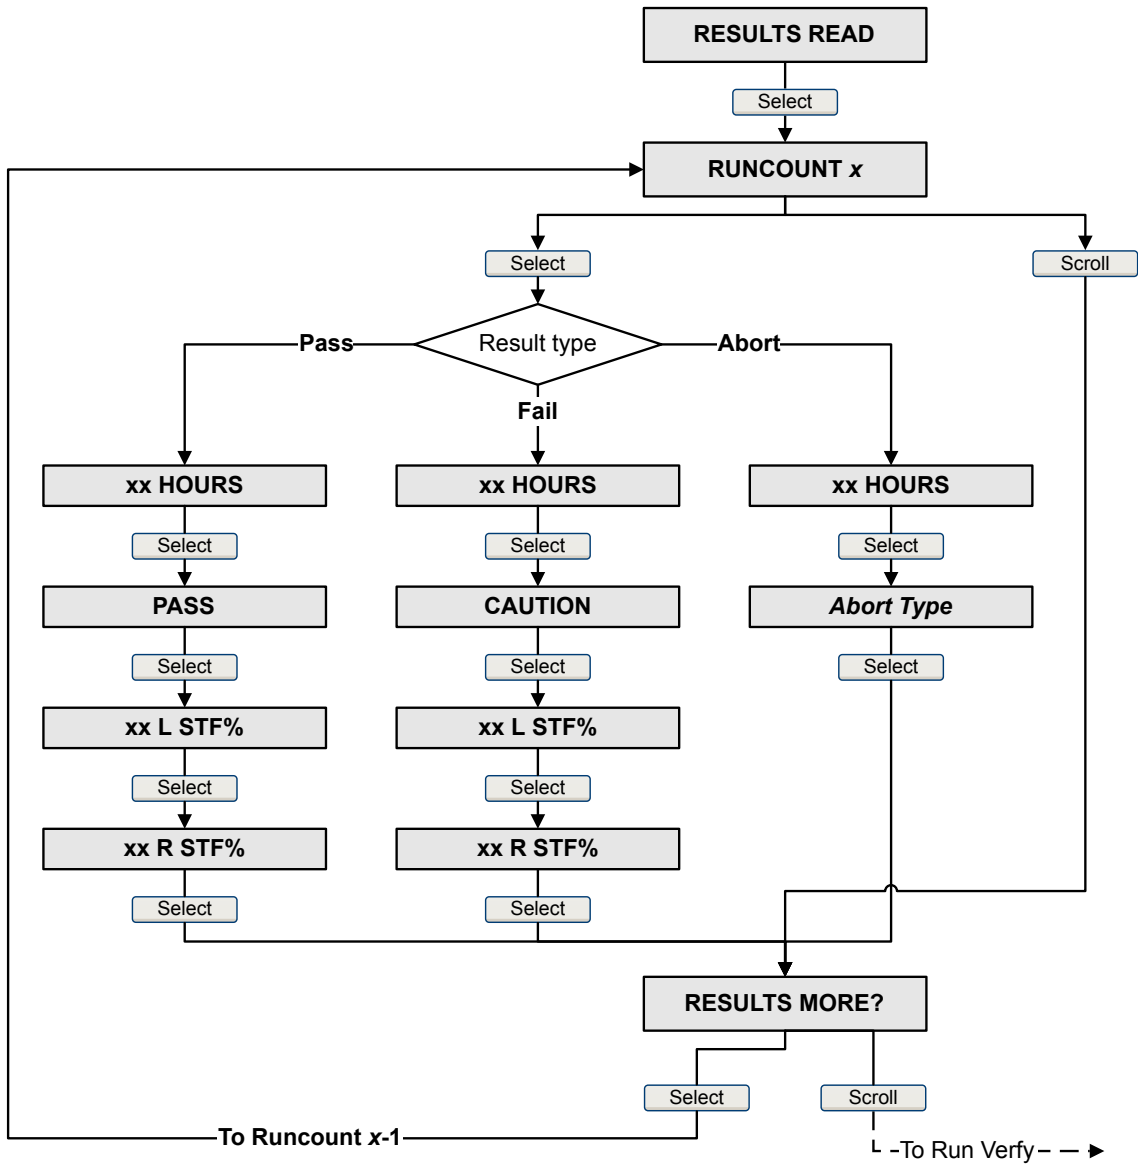 RESULTS READ
Select
RUNCOUNT x
Select
Scroll
Pass
Result type
Abort
Fail
xx HOURS
xx HOURS
xx HOURS
Select
Select
Select
PASS
CAUTION
Abort Type
Select
Select
Select
xx L STF%
xx L STF%
Select
Select
xx R STF%
xx R STF%
Select
Select
RESULTS MORE?
Select
Scroll
To Runcount x-1
To Run Verfy